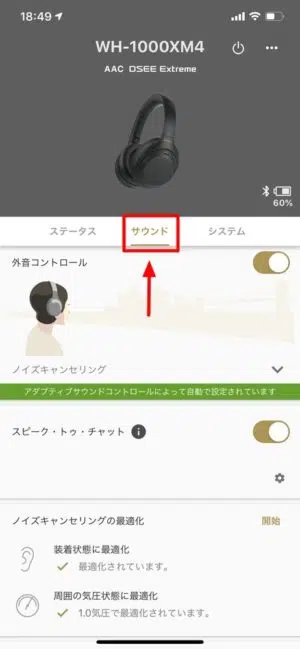 18:49
WH-1000XM4
AAC DSEE Extreme
60%
ステータス
サウンド
システム
外音コントロール
ノイズキャンセリング
アダプティブサウンドコントロールによって自動で設定されています
スピーク・トゥ・チャット
ノイズキャンセリングの最適化
開始
装着状態に最適化
最適化されています。
周囲の気圧状態に最適化
1.0気圧で最適化されています。